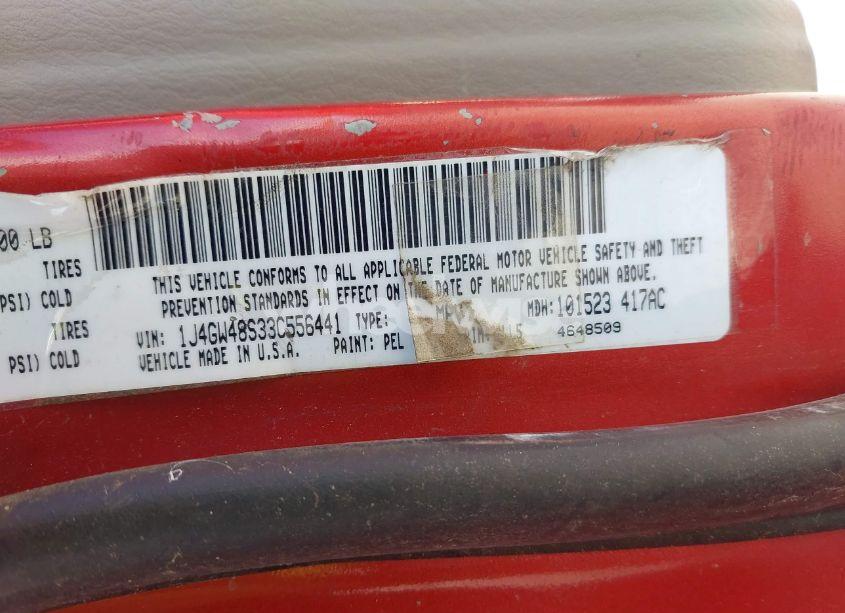 00 LB
TIRES
PSI) COLD
TIRES
PSI) COLD
THIS VEHICLE CONFORMS TO ALL APPLICABLE FEDERAL MOTOR VEHICLE SAFETY AND THEFT
PREVENTION STANDARDS IN EFFECT ON THE DATE OF MANUFACTURE SHOWN ABOVE.
VIN: 1J4GW48S33C556441 TYPE: MPV MDH:101523 417AC
VEHICLE MADE IN U.S.A. PAINT: PEL 4648509